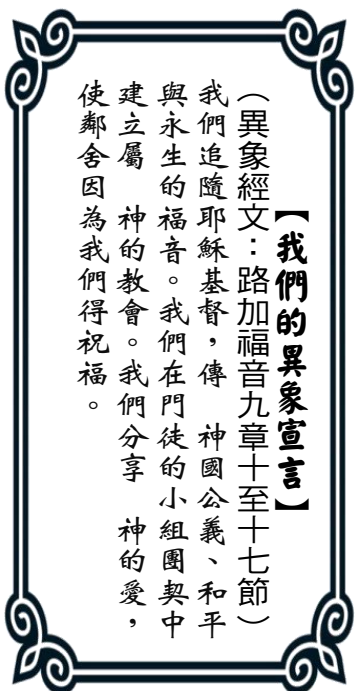 【我們的異象宣言】
(異象經文：路加福音九章十至十七節)
我們追隨耶穌基督，傳　神國公義、和平
與永生的福音。我們在門徒的小組團契中
建立屬　神的教會。我們分享　神的愛，
使鄰舍因為我們得祝福。